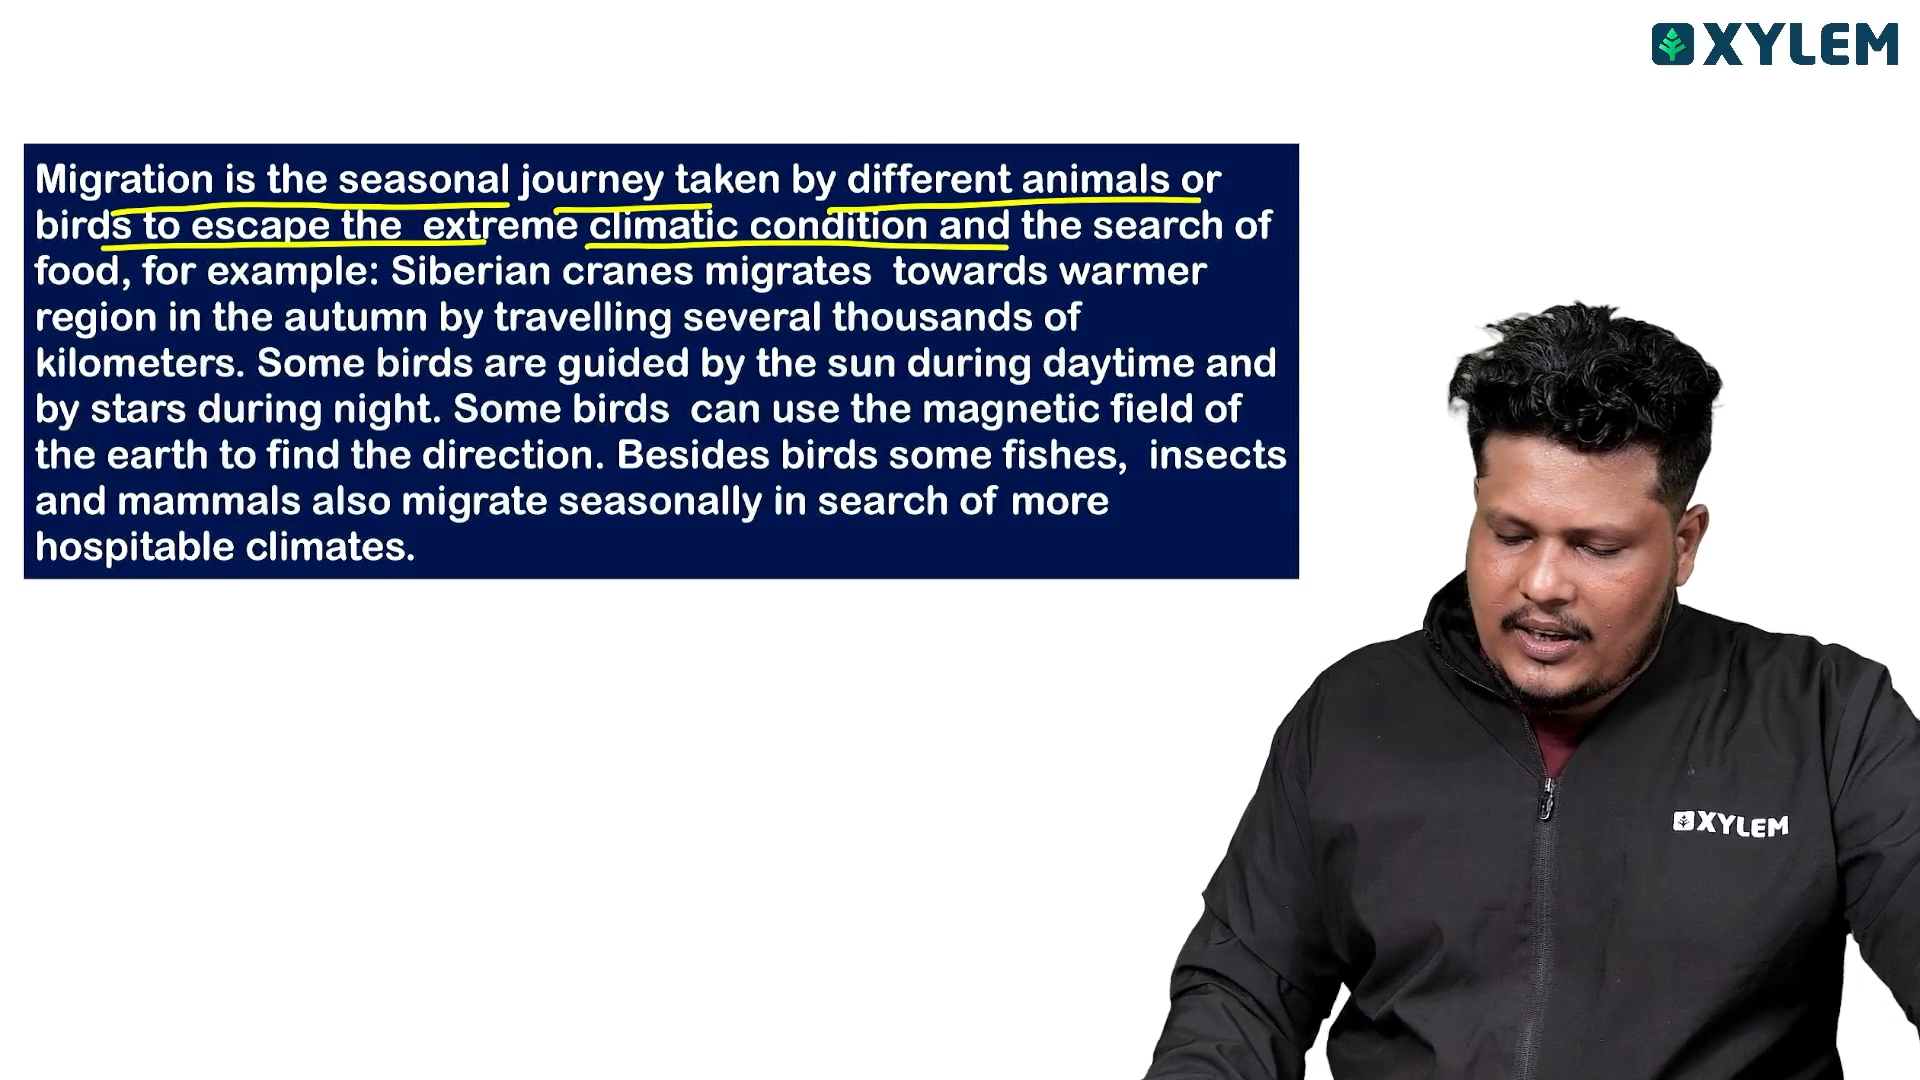 XYLEM
Migration is the seasonal journey taken by different animals or
birds to escape the extreme climatic condition and the search of
food, for example: Siberian cranes migrates towards warmer
region in the autumn by travelling several thousands of
kilometers. Some birds are guided by the sun during daytime and
by stars during night. Some birds can use the magnetic field of
the earth to find the direction. Besides birds some fishes, insects
and mammals also migrate seasonally in search of more
hospitable climates.
XYLEM